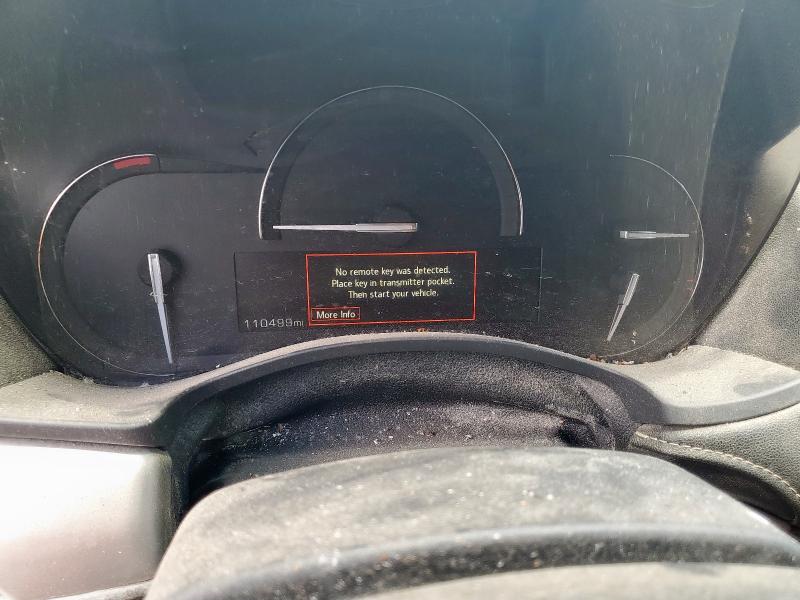 No remote key was detected.
Place key in transmitter pocket.
Then start your vehicle.
More Info
110499mi